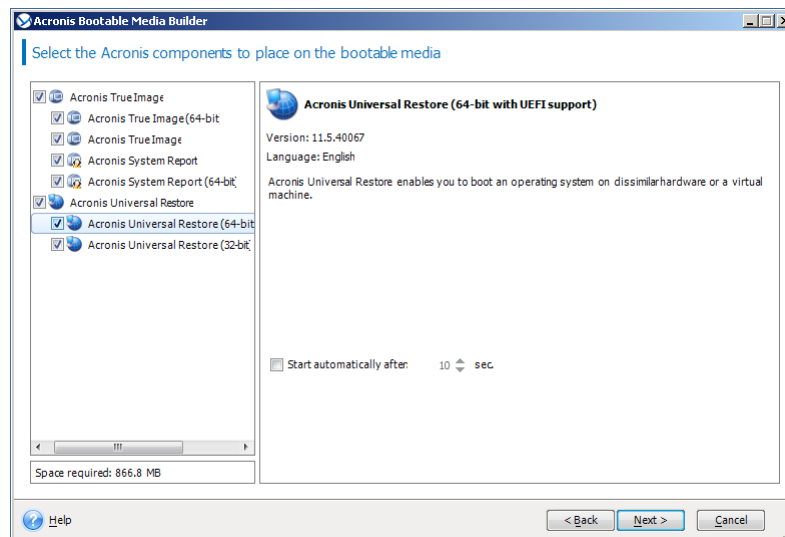 Acronis Bootable Media Builder
Select the Acronis components to place on the bootable media
Acronis True Image
Acronis True Image (64-bit
Acronis True Image
Acronis System Report
Acronis System Report (64-bit)
Acronis Universal Restore
Acronis Universal Restore (64-bit
Acronis Universal Restore (32-bit)
Space required: 866.8 MB
Acronis Universal Restore (64-bit with UEFI support)
Version: 11.5.40067
Language: English
Acronis Universal Restore enables you to boot an operating system on dissimilar hardware or a virtual
machine.
Start automatically after: 10 sec.
Help
< Back
Next >
Cancel